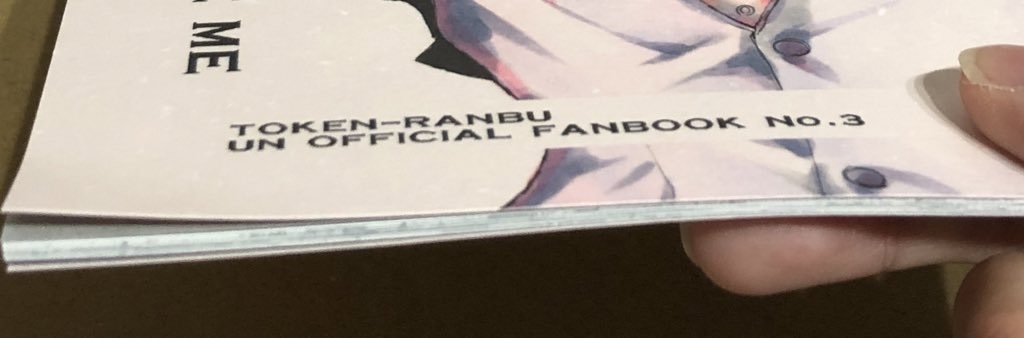 ME
TOKEN-RANBU
UN OFFICIAL FANBOOK No.3